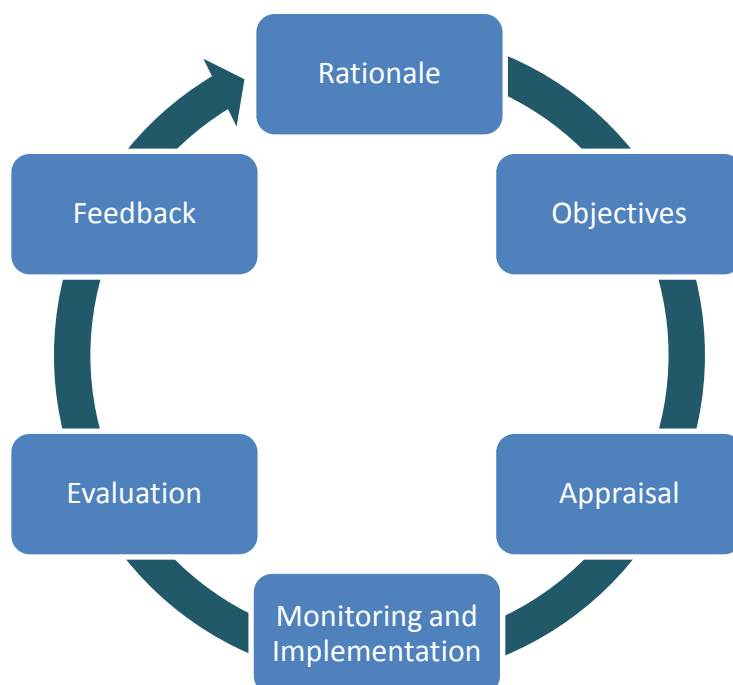 Rationale
Objectives
Appraisal
Monitoring and
Implementation
Evaluation
Feedback